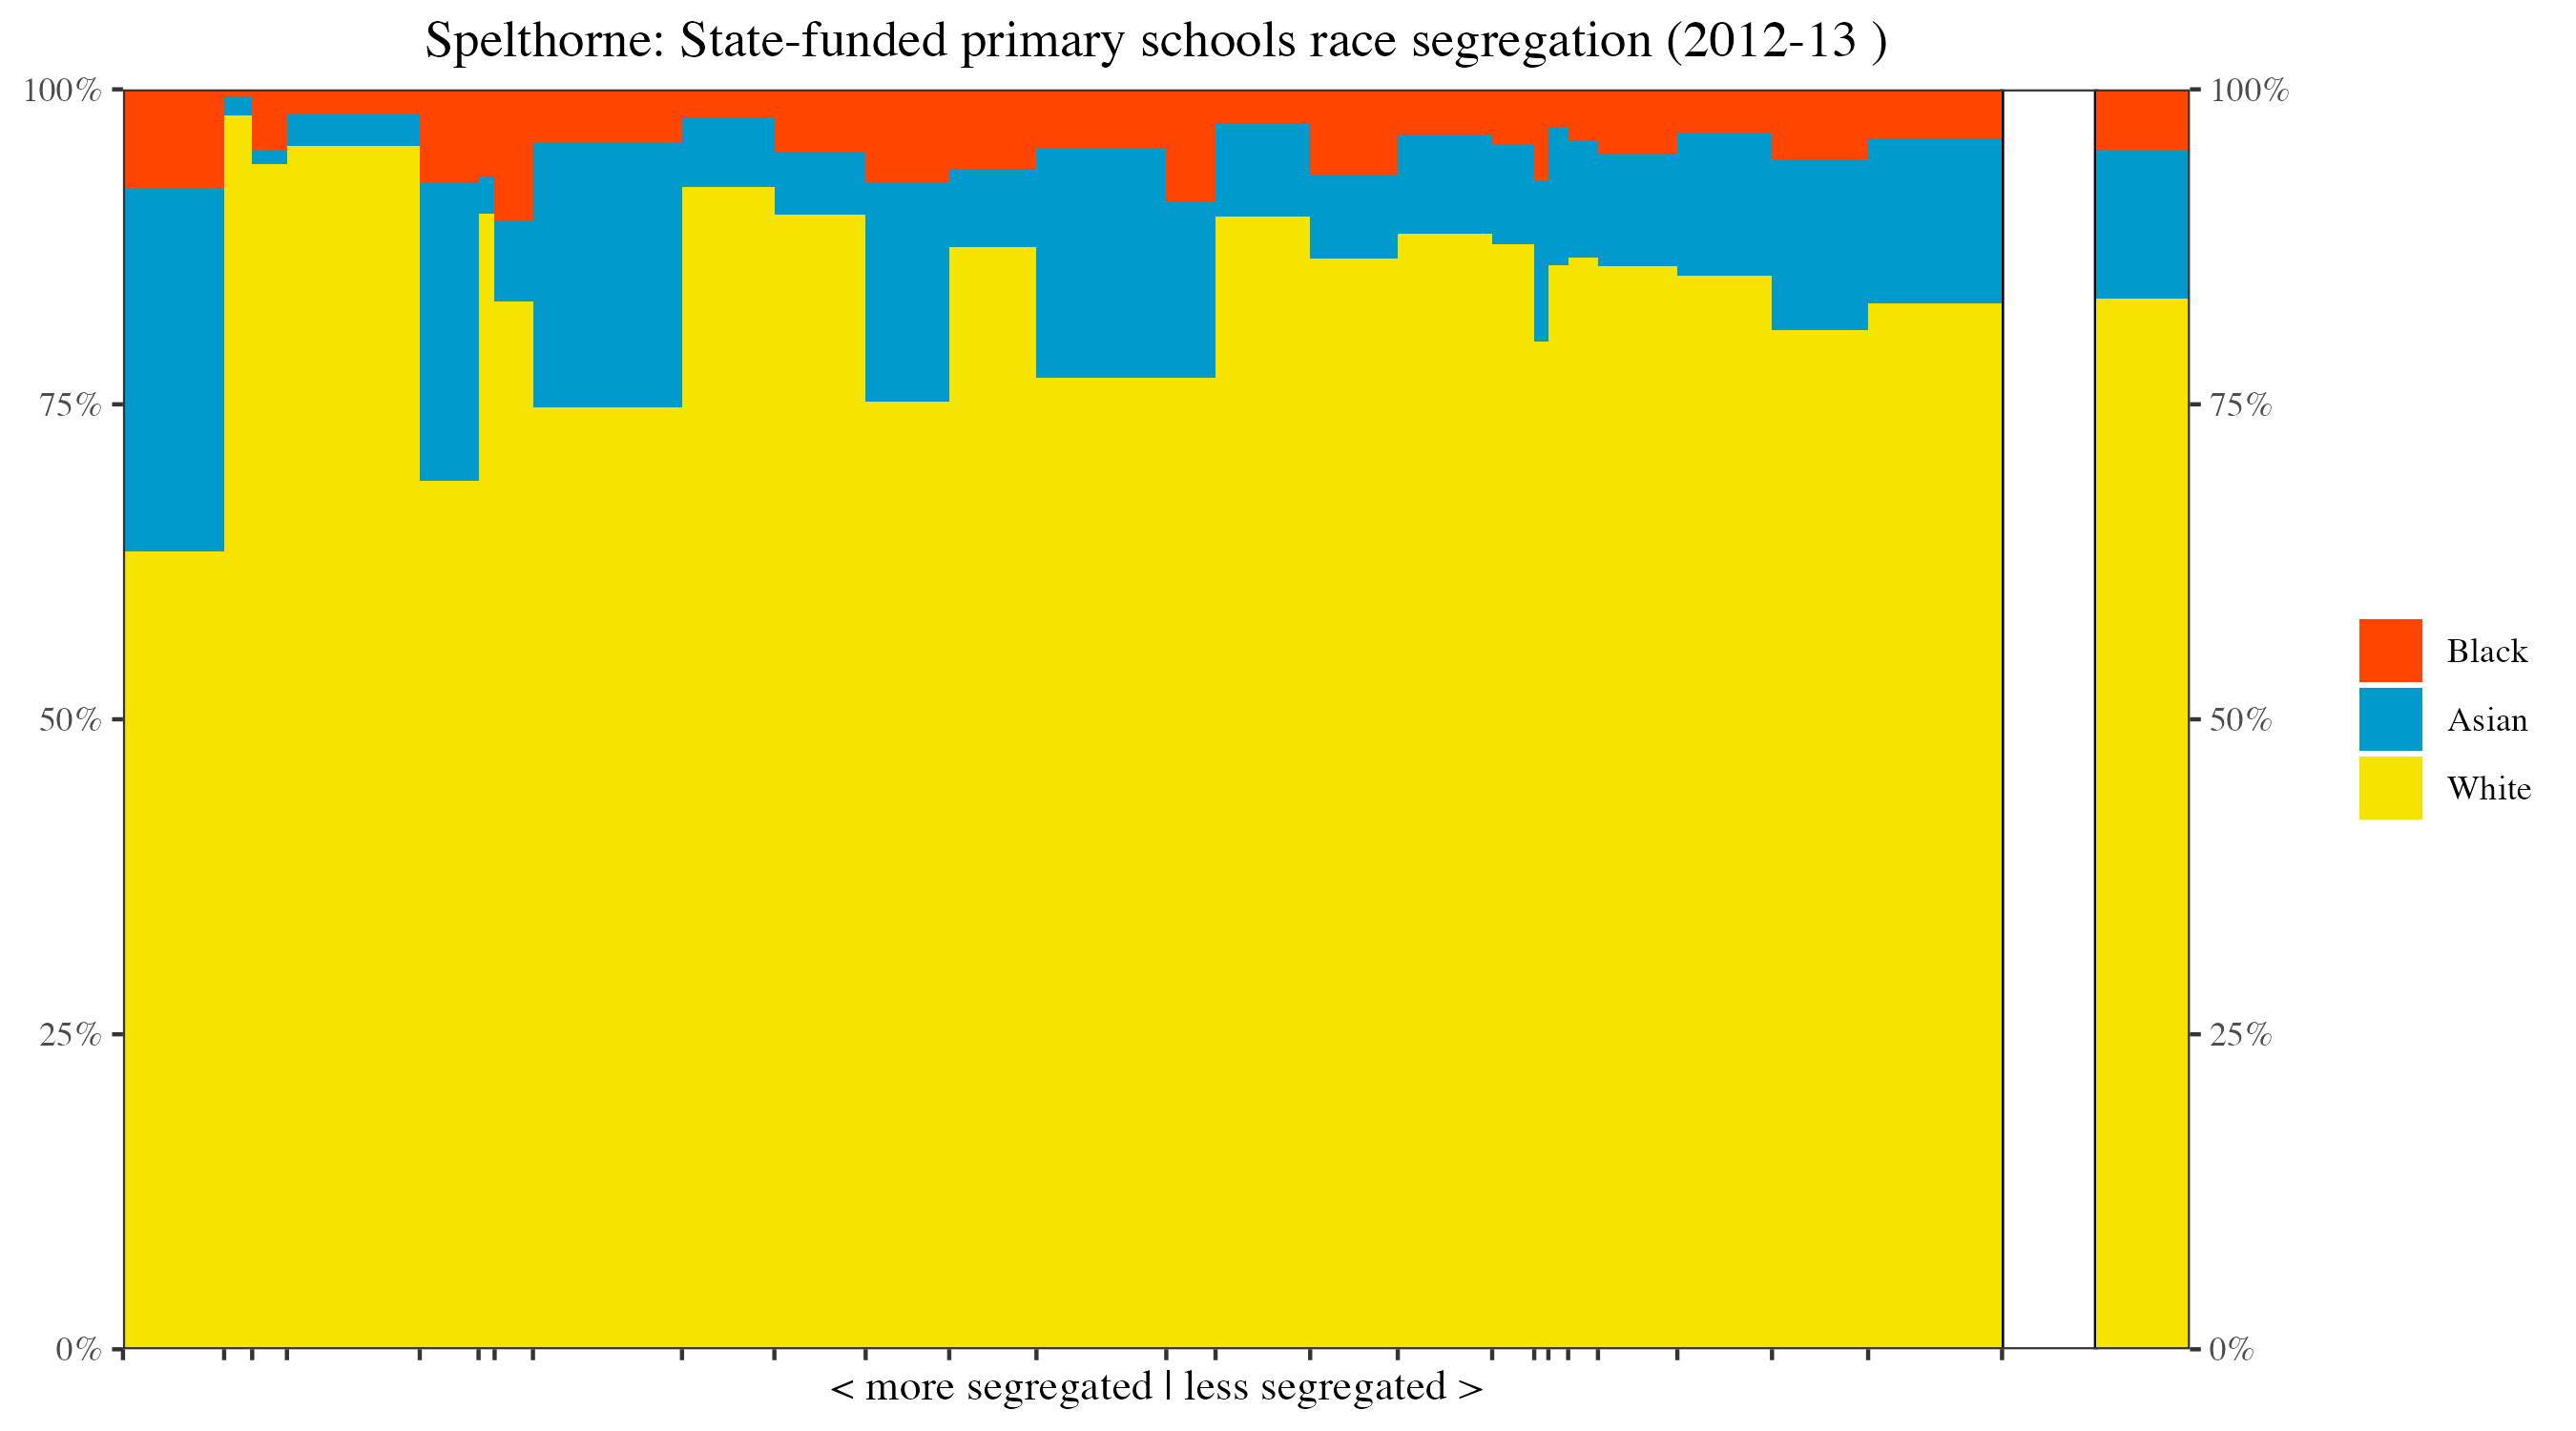 Spelthorne: State-funded primary schools race segregation (2012-13 )
100%
75%
50%
25%
0%
100%
75%
50%
25%
0%
Black
Asian
White
< more segregated | less segregated >